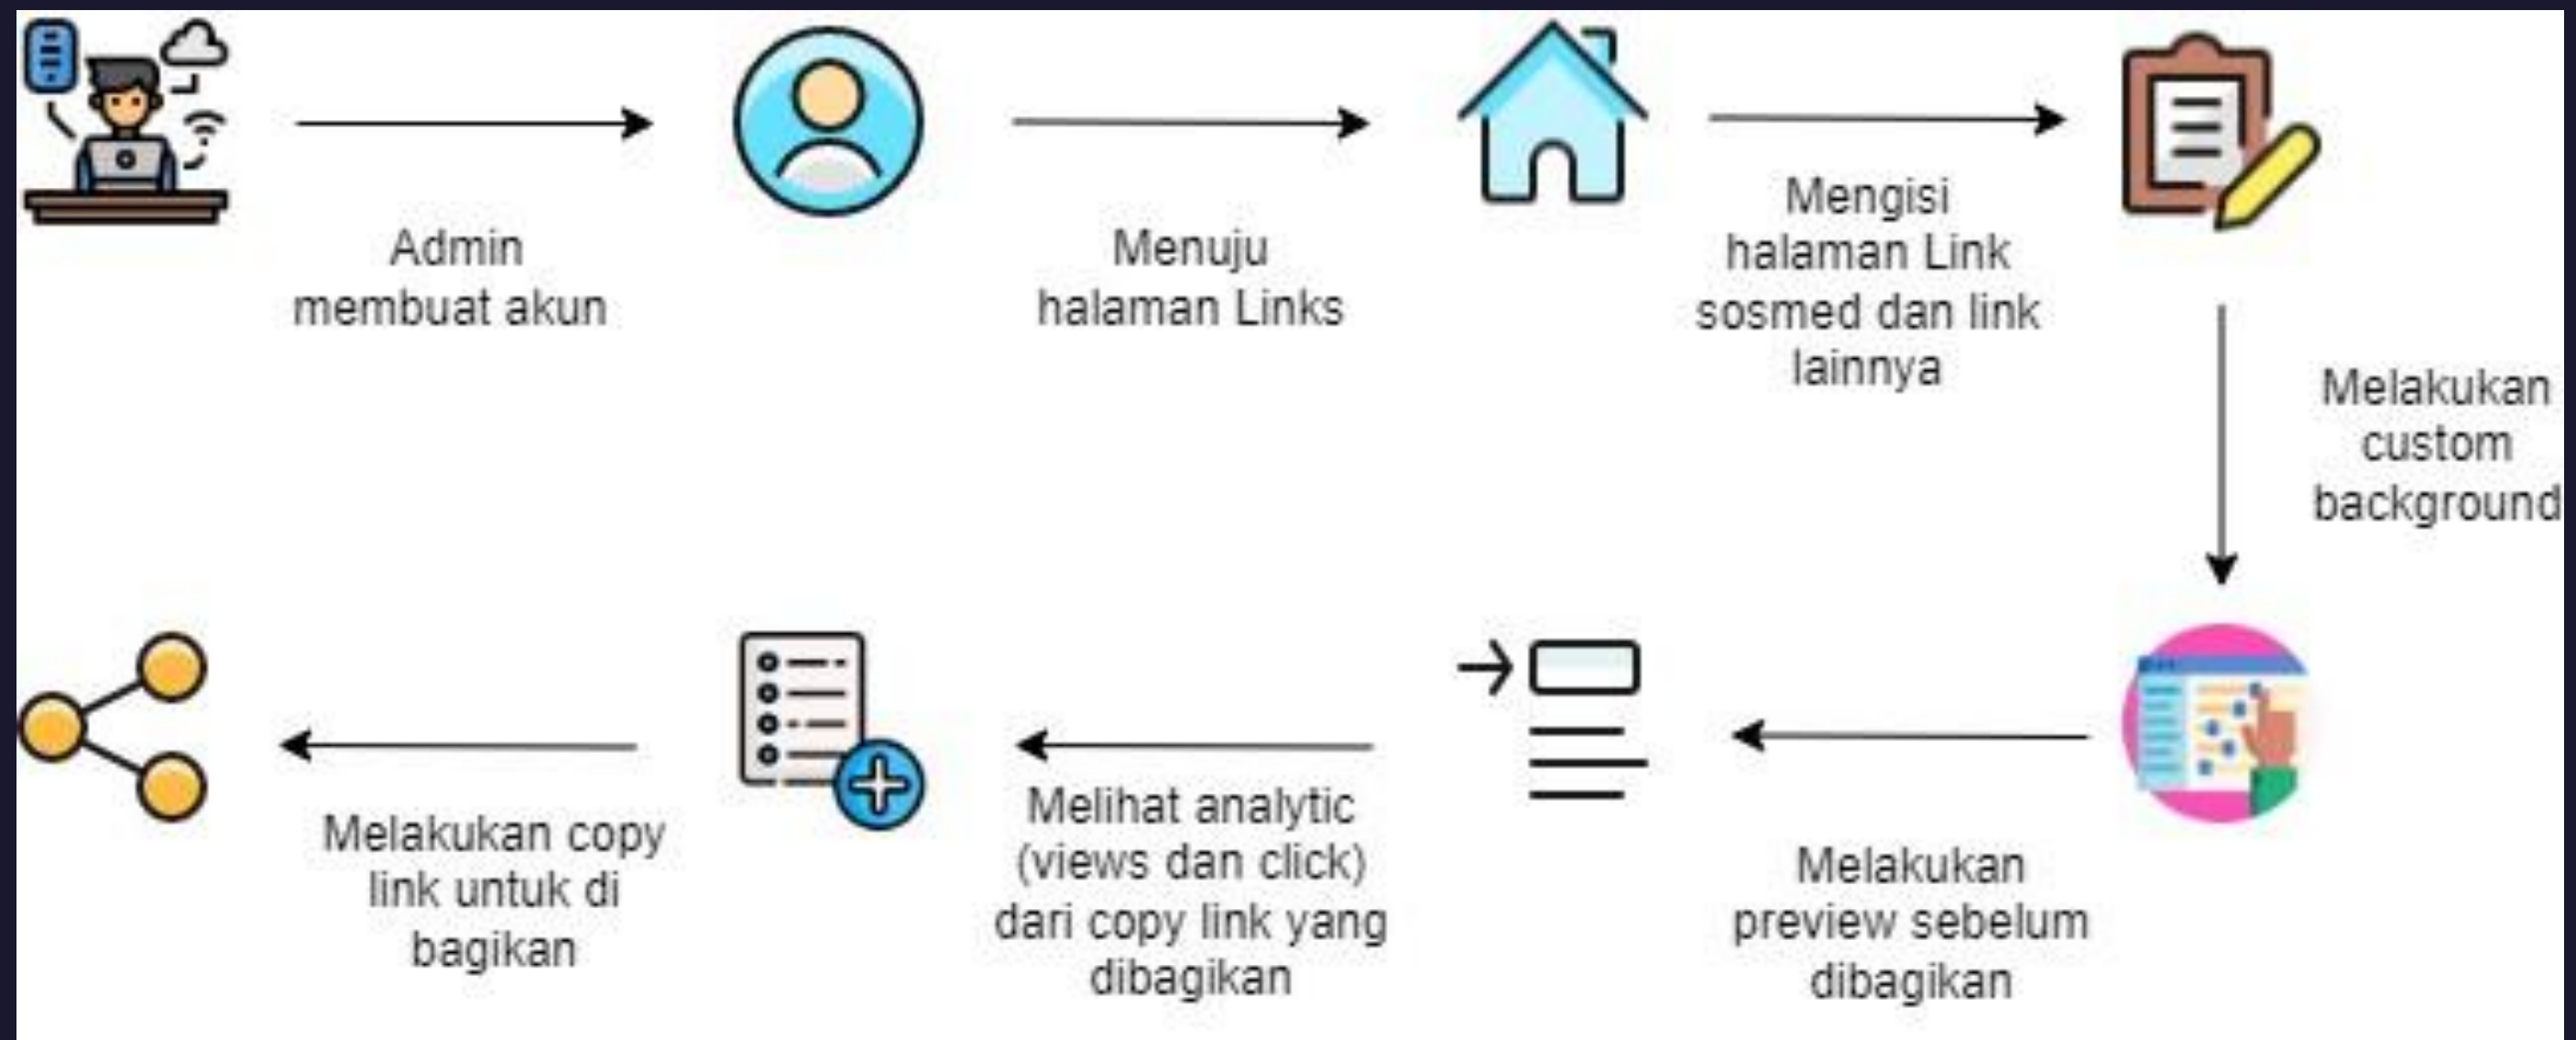 Admin
membuat akun
Menuju
halaman Links
Mengisi
halaman Link
sosmed dan link
lainnya
Melakukan
custom
background
Melakukan
preview sebelum
dibagikan
Melihat analytic
(views dan click)
dari copy link yang
dibagikan
Melakukan copy
link untuk di
bagikan